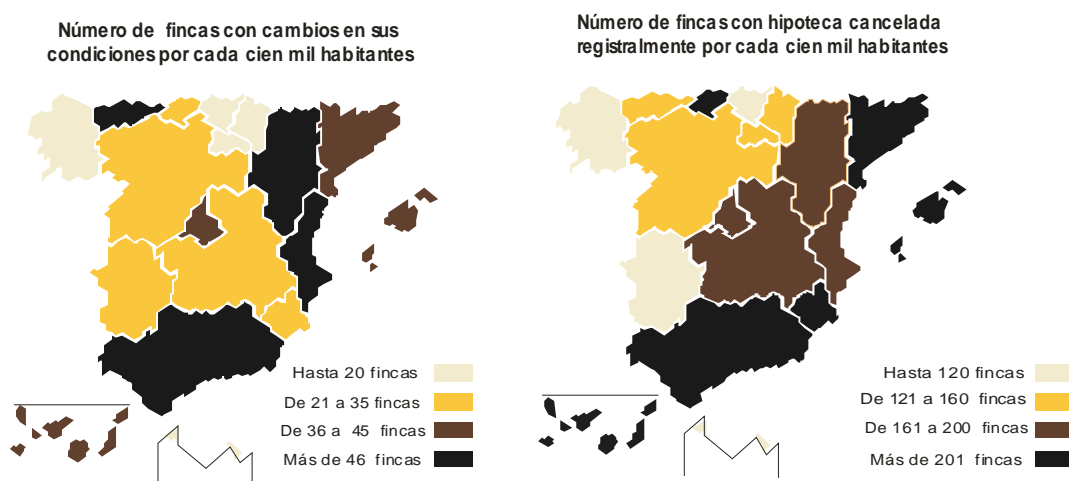 Número de fincas con cambios en sus
condiciones por cada cien mil habitantes
Hasta 20 fincas
De 21 a 35 fincas
De 36 a 45 fincas
Más de 46 fincas
Número de fincas con hipoteca cancelada
registralmente por cada cien mil habitantes
Hasta 120 fincas
De 121 a 160 fincas
De 161 a 200 fincas
Más de 201 fincas